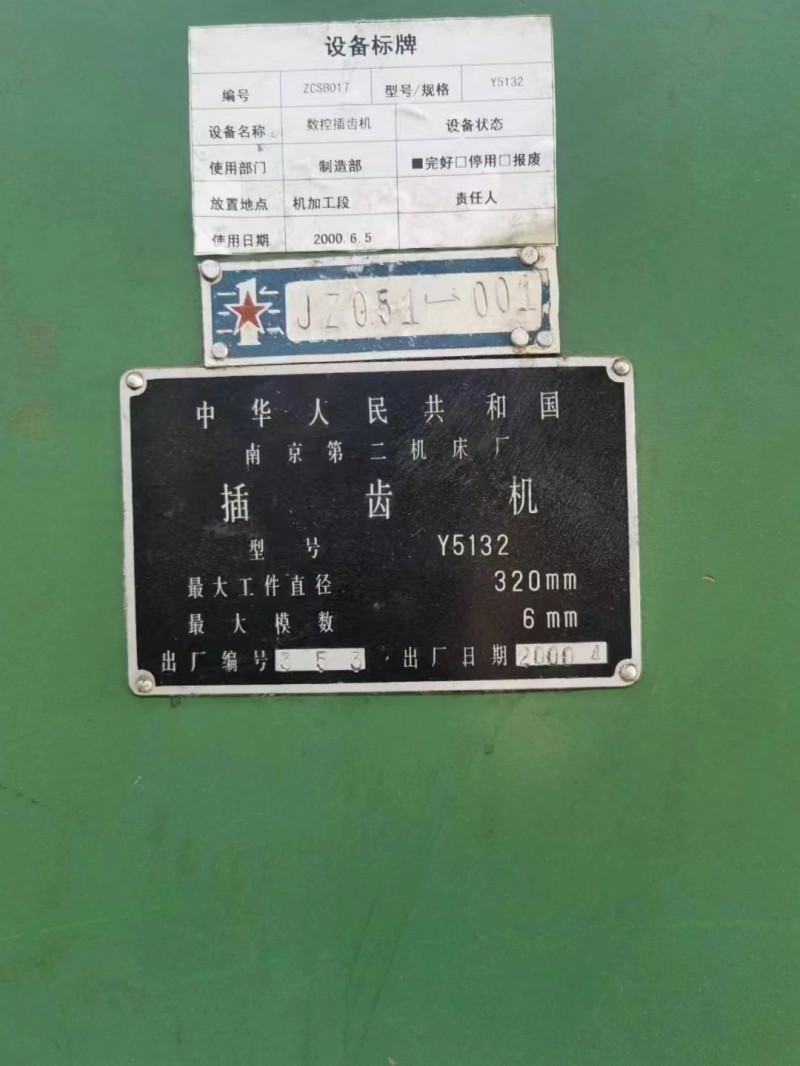 设备标牌
编号 ZCSB017 型号/规格 Y5132
设备名称 数控插齿机 设备状态
使用部门 制造部 ■完好□停用□报废
放置地点 机加工段 责任人
使用日期 2000.6.5
JZ051-001
中华人民共和国
南京第二机床厂
插齿机
型号 Y5132
最大工件直径 320mm
最大模数 6mm
出厂编号 353 出厂日期 2000 4